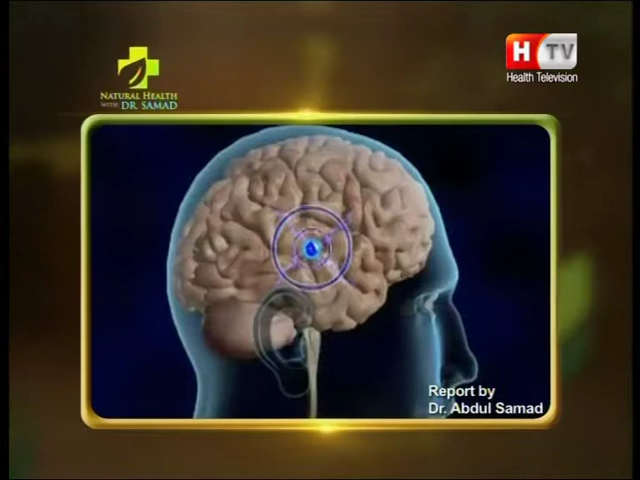 H TV
Health Television
NATURAL HEALTH
WITH DR. SAMAD
Report by
Dr. Abdul Samad